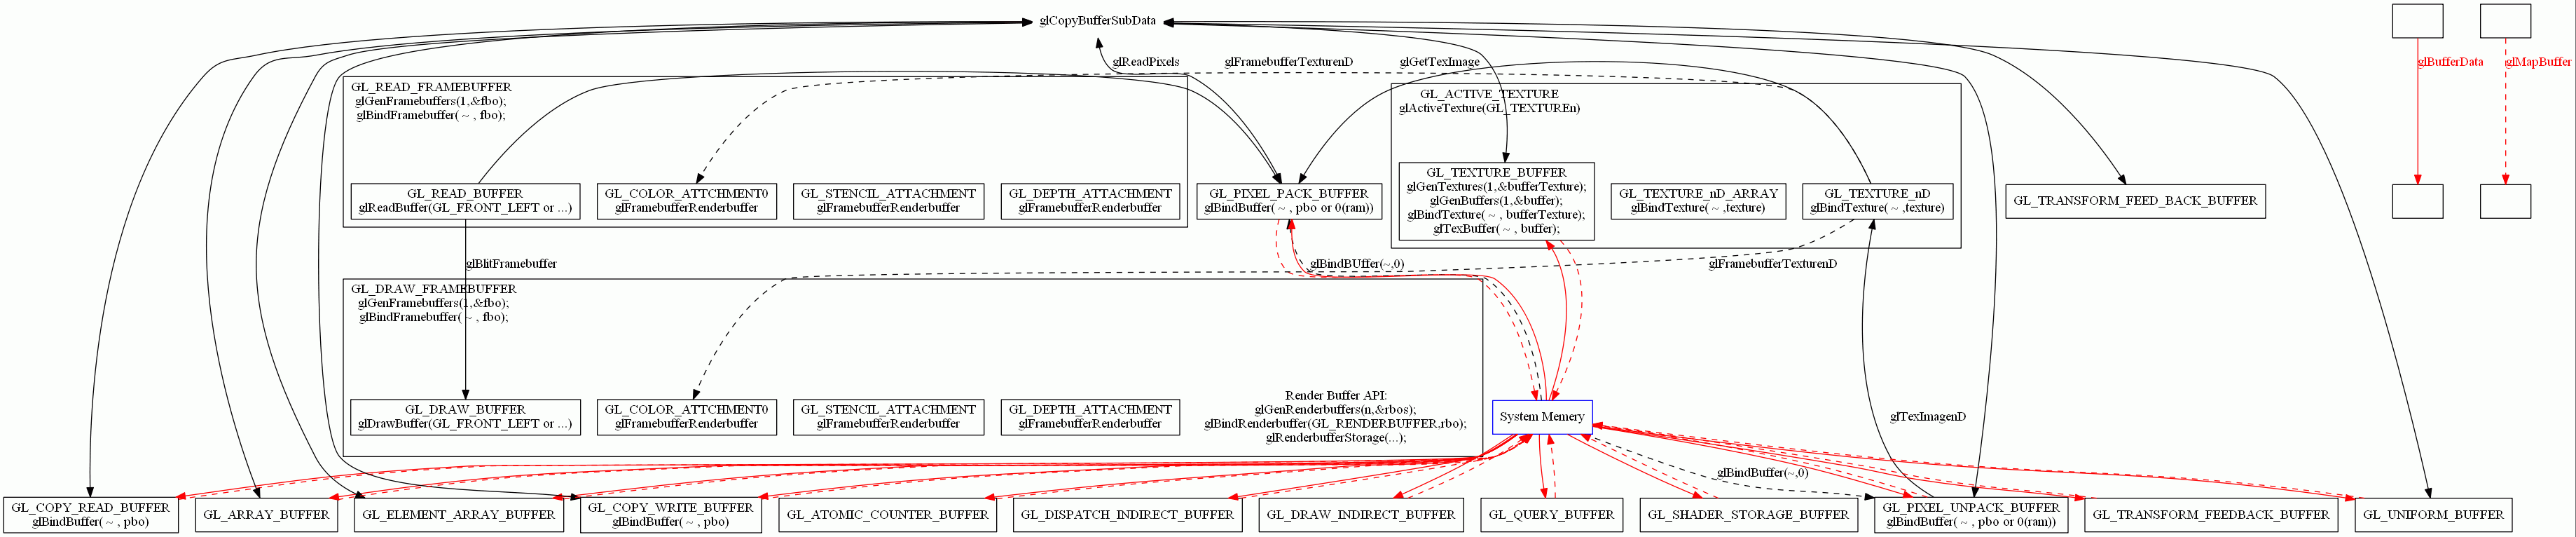 glCopyBufferSubData
glReadPixels
glFramebufferTexturenD
glGetTexImage
glBufferData
glMapBuffer
GL_READ_FRAMEBUFFER
glGenFramebuffers(1,&fbo);
glBindFramebuffer( ~ , fbo);
GL_ACTIVE_TEXTURE
glActiveTexture(GL_TEXTUREn)
GL_READ_BUFFER
glReadBuffer(GL_FRONT_LEFT or ...)
GL_COLOR_ATTCHMENT0
glFramebufferRenderbuffer
GL_STENCIL_ATTACHMENT
glFramebufferRenderbuffer
GL_DEPTH_ATTACHMENT
glFramebufferRenderbuffer
GL_PIXEL_PACK_BUFFER
glBindBuffer( ~ , pbo or 0(ram))
GL_TEXTURE_BUFFER
glGenTextures(1,&bufferTexture);
glGenBuffers(1,&buffer);
glBindTexture( ~ , bufferTexture);
glTexBuffer( ~ , buffer);
GL_TEXTURE_nD_ARRAY
glBindTexture( ~ ,texture)
GL_TEXTURE_nD
glBindTexture( ~ ,texture)
GL_TRANSFORM_FEED_BACK_BUFFER
glBlitFramebuffer
glBindBUffer(~,0)
glFramebufferTexturenD
GL_DRAW_FRAMEBUFFER
glGenFramebuffers(1,&fbo);
glBindFramebuffer( ~ , fbo);
GL_DRAW_BUFFER
glDrawBuffer(GL_FRONT_LEFT or ...)
GL_COLOR_ATTCHMENT0
glFramebufferRenderbuffer
GL_STENCIL_ATTACHMENT
glFramebufferRenderbuffer
GL_DEPTH_ATTACHMENT
glFramebufferRenderbuffer
Render Buffer API:
glGenRenderbuffers(n,&rbos);
glBindRenderbuffer(GL_RENDERBUFFER,rbo);
glRenderbufferStorage(...);
System Memery
glTexImagenD
glBindBuffer(~,0)
GL_COPY_READ_BUFFER
glBindBuffer( ~ , pbo)
GL_ARRAY_BUFFER
GL_ELEMENT_ARRAY_BUFFER
GL_COPY_WRITE_BUFFER
glBindBuffer( ~ , pbo)
GL_ATOMIC_COUNTER_BUFFER
GL_DISPATCH_INDIRECT_BUFFER
GL_DRAW_INDIRECT_BUFFER
GL_QUERY_BUFFER
GL_SHADER_STORAGE_BUFFER
GL_PIXEL_UNPACK_BUFFER
glBindBuffer( ~ , pbo or 0(ram))
GL_TRANSFORM_FEEDBACK_BUFFER
GL_UNIFORM_BUFFER